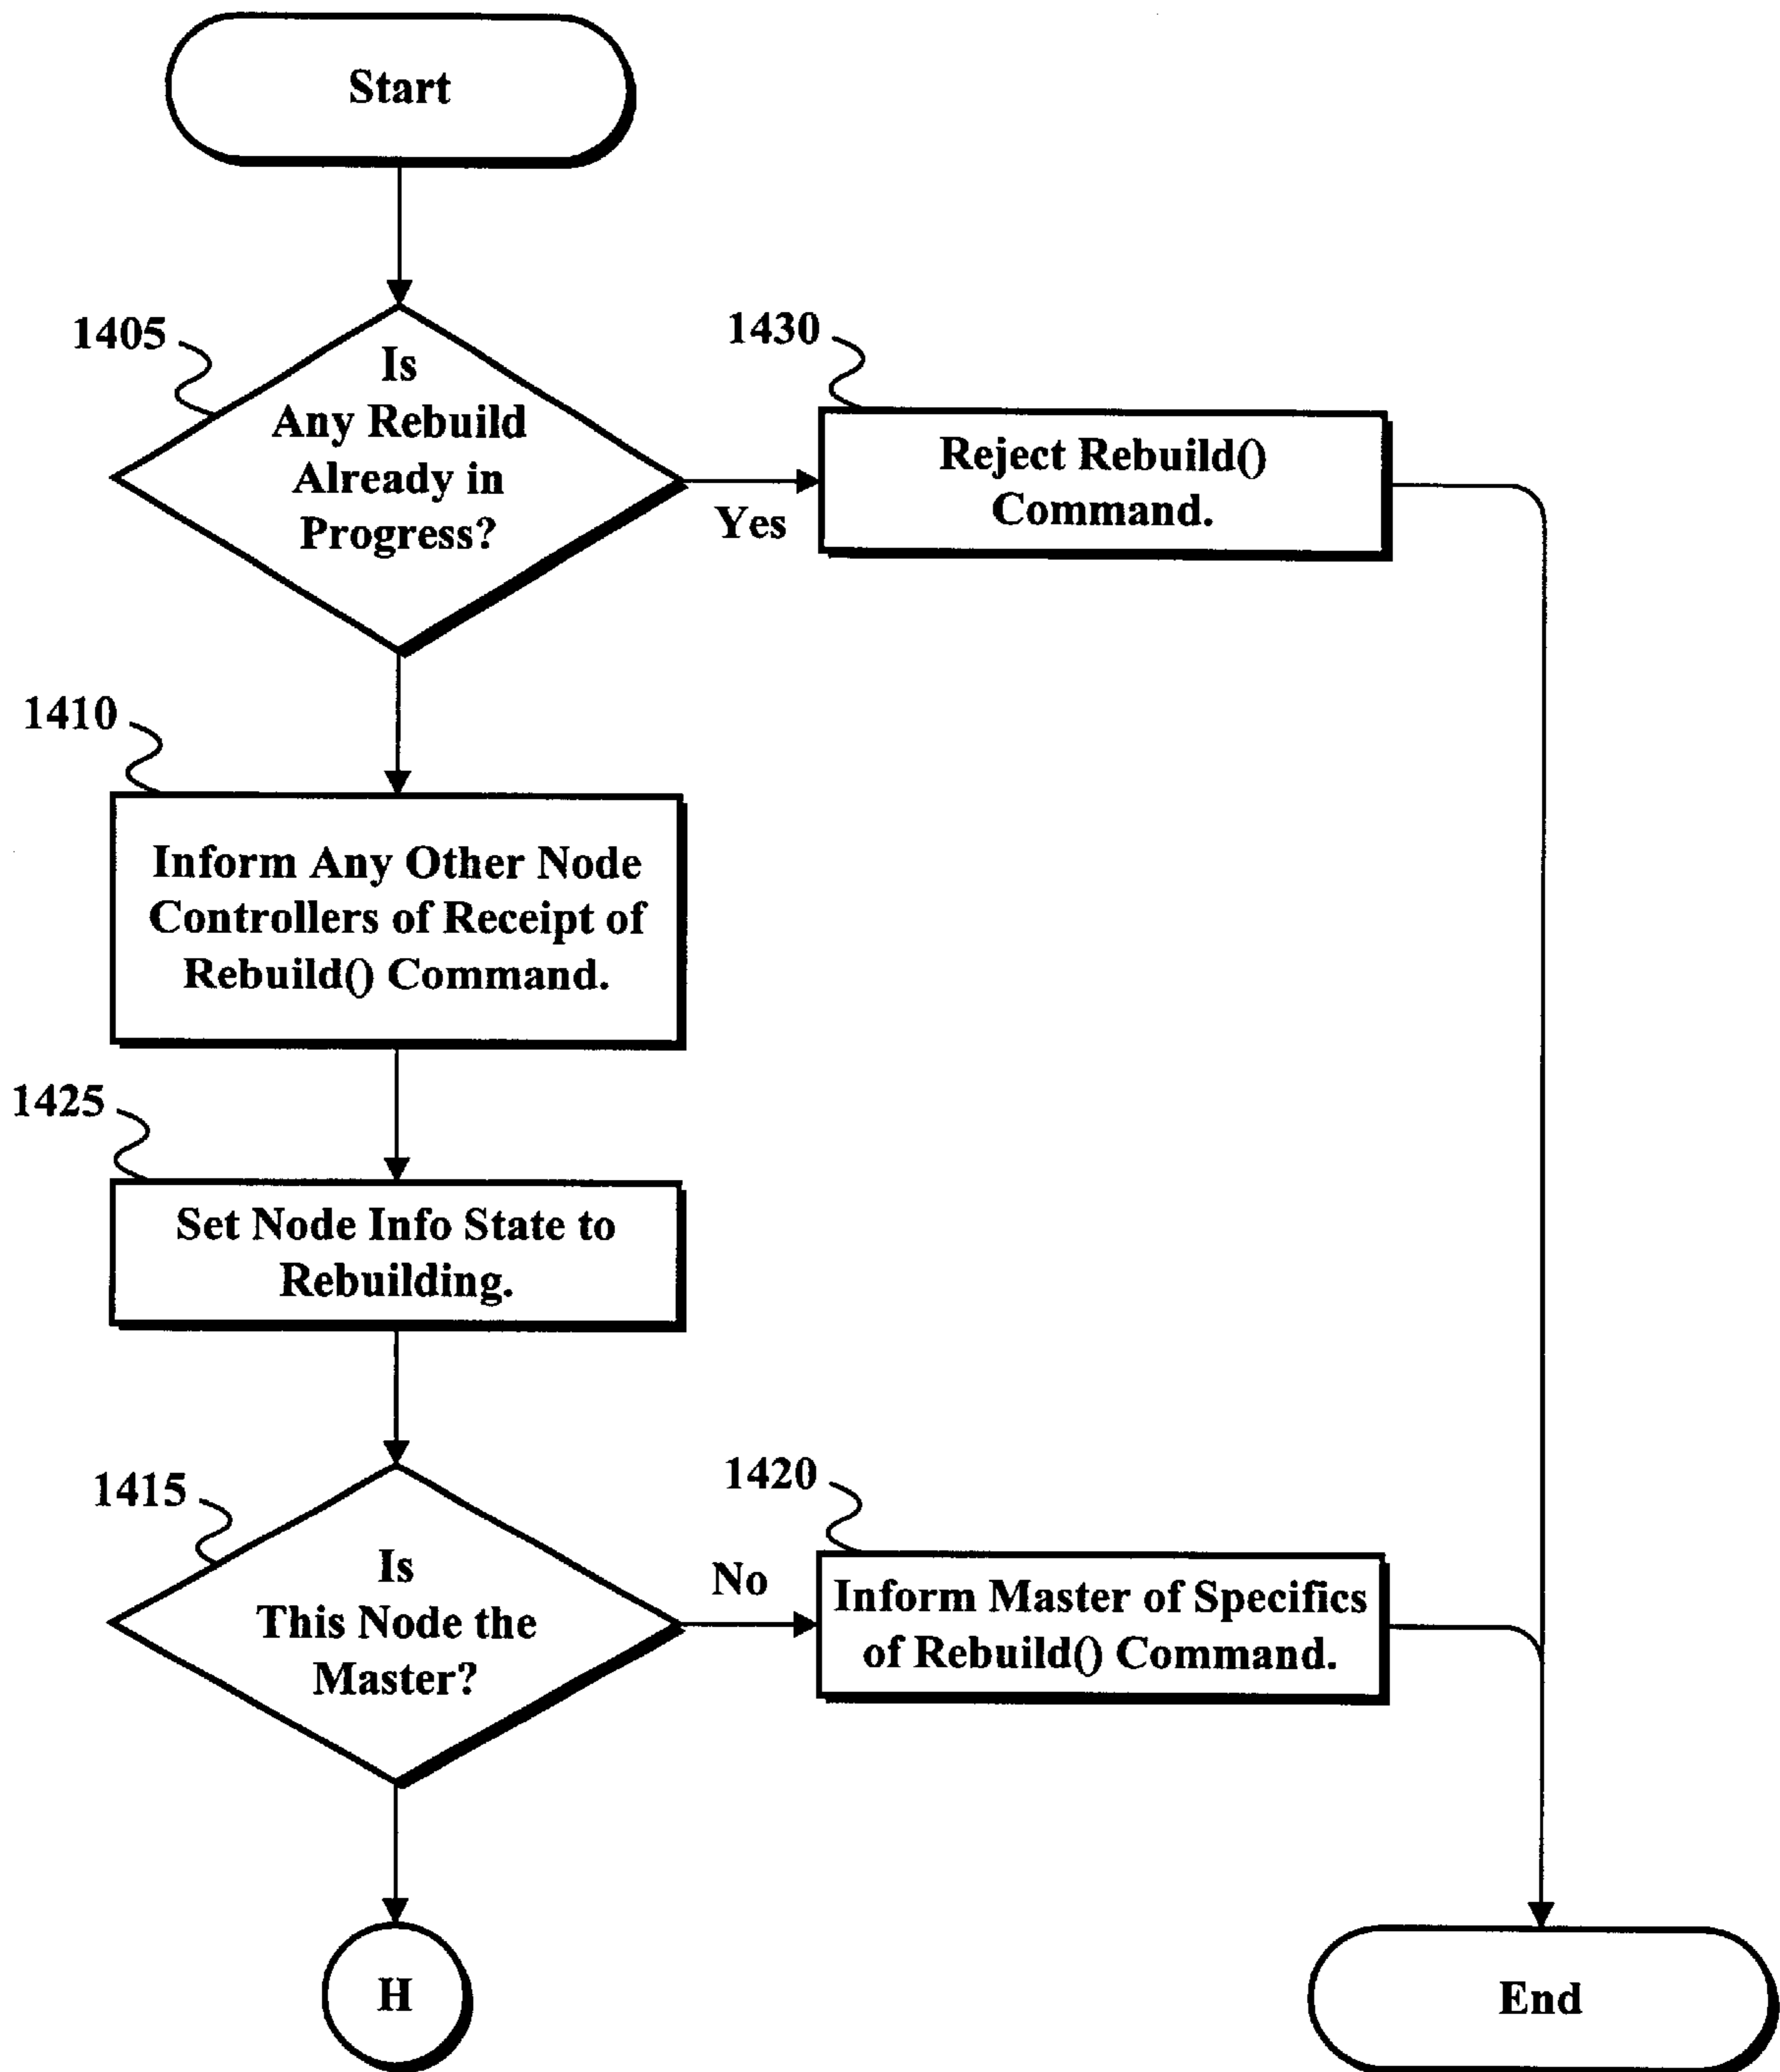 Start
1405
Is
Any Rebuild
Already in
Progress?
Yes
1430
Reject Rebuild()
Command.
1410
Inform Any Other Node
Controllers of Receipt of
Rebuild() Command.
1425
Set Node Info State to
Rebuilding.
1415
Is
This Node the
Master?
No
1420
Inform Master of Specifics
of Rebuild() Command.
H
End